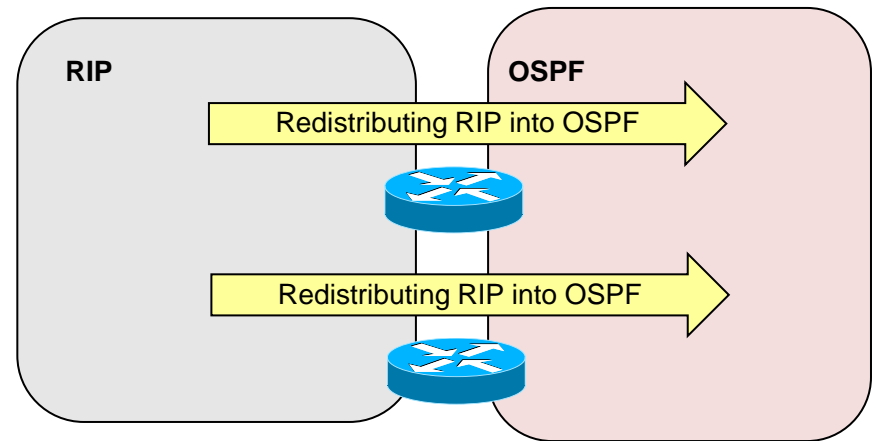 RIP
OSPF
Redistributing RIP into OSPF
Redistributing RIP into OSPF